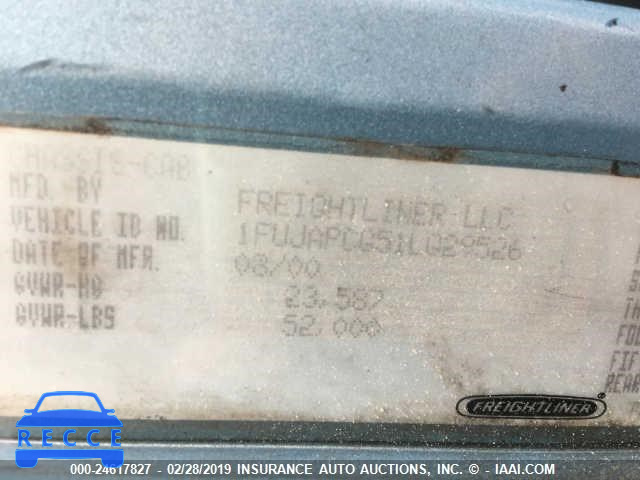 CHASSIS-CAB
MFD. BY FREIGHTLINER LLC
VEHICLE ID NO. 1FUJAPCG51LW29526
DATE OF MFR. 08/00
GVWR-KG 23,587
GVWR-LBS 52,000
FREIGHTLINER
RECCE
000-24617827 - 02/28/2019 INSURANCE AUTO AUCTIONS, INC. - © IAAI.COM